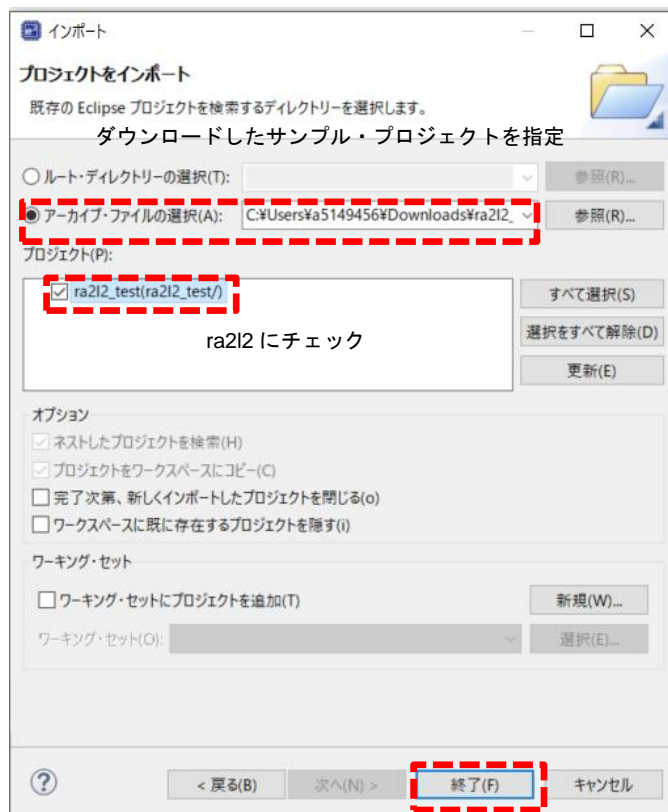 インポート
プロジェクトをインポート
既存の Eclipse プロジェクトを検索するディレクトリーを選択します。
ダウンロードしたサンプル・プロジェクトを指定
ルート・ディレクトリーの選択(T):
参照(R)...
アーカイブ・ファイルの選択(A): C:¥Users¥a5149456¥Downloads¥ra2l2_
参照(R)...
プロジェクト(P):
ra2l2_test(ra2l2_test/)
すべて選択(S)
ra2l2 にチェック
選択をすべて解除(D)
更新(E)
オプション
ネストしたプロジェクトを検索(H)
プロジェクトをワークスペースにコピー(C)
完了次第、新しくインポートしたプロジェクトを閉じる(o)
ワークスペースに既に存在するプロジェクトを隠す(i)
ワーキング・セット
ワーキング・セットにプロジェクトを追加(T)
新規(W)...
ワーキング・セット(O):
選択(E)...
< 戻る(B) 次へ(N) > 終了(F) キャンセル